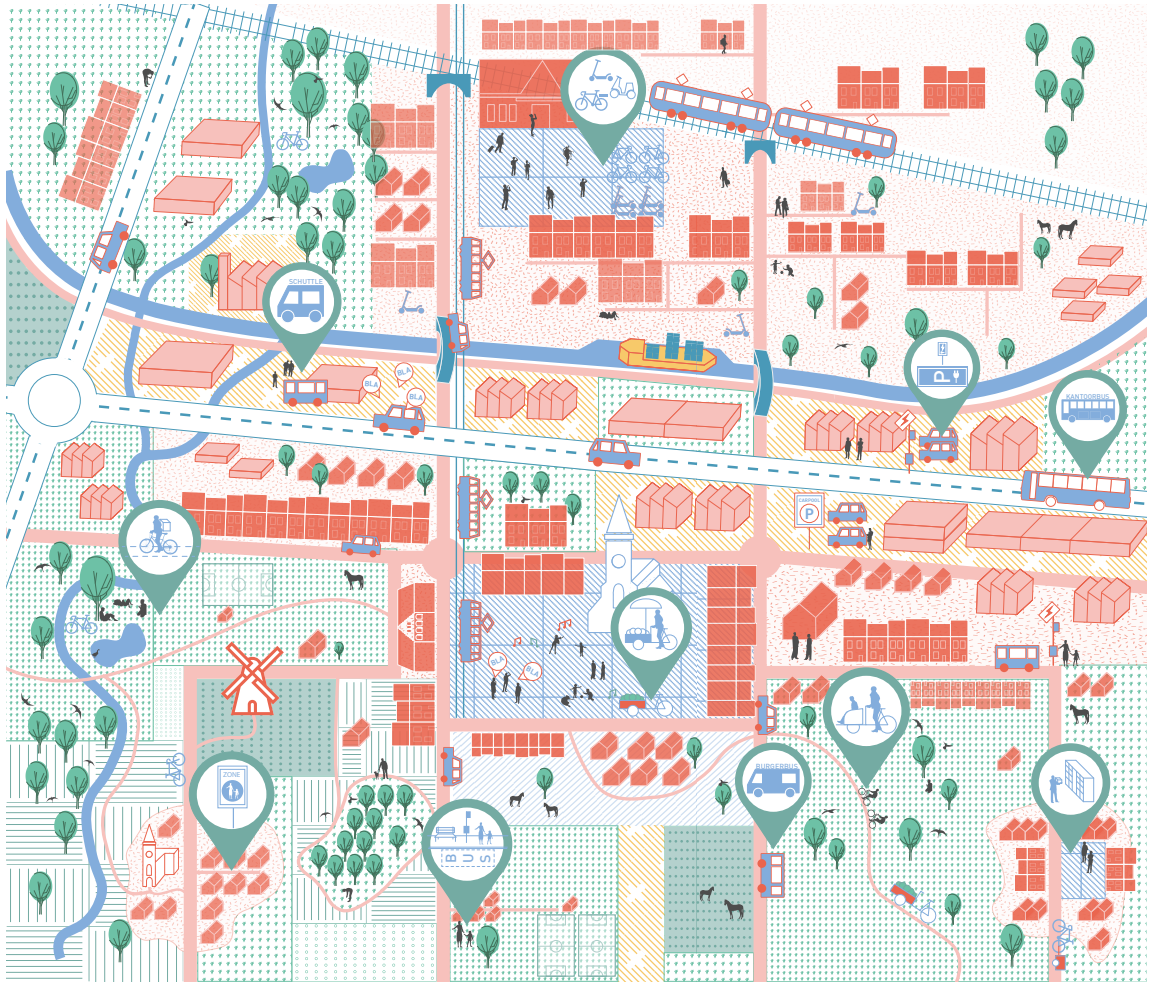 SCHUTTLE
BLA
BLA
BLA
P
KANTOORBUS
CARPOOL
P
BLA
BLA
ZONE
BURGERBUS
BUS